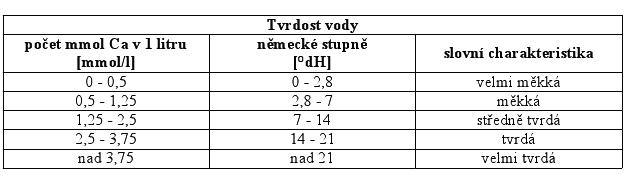 Tvrdost vody
počet mmol Ca v 1 litru [mmol/l] německé stupně [°dH] slovní charakteristika
0 - 0,5 0 - 2,8 velmi měkká
0,5 - 1,25 2,8 - 7 měkká
1,25 - 2,5 7 - 14 středně tvrdá
2,5 - 3,75 14 - 21 tvrdá
nad 3,75 nad 21 velmi tvrdá